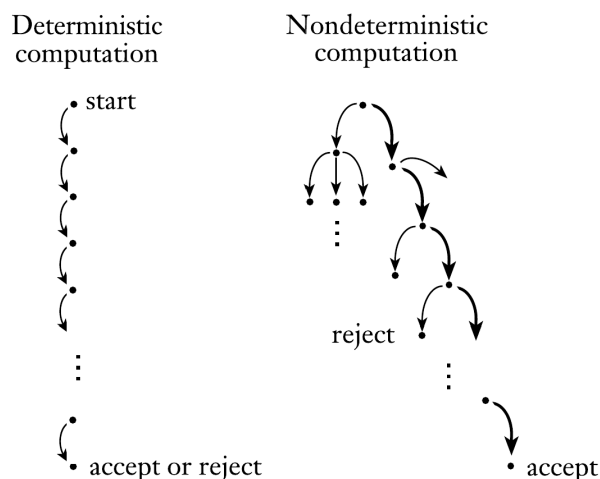 Deterministic
computation
Nondeterministic
computation
start
reject
accept or reject
accept